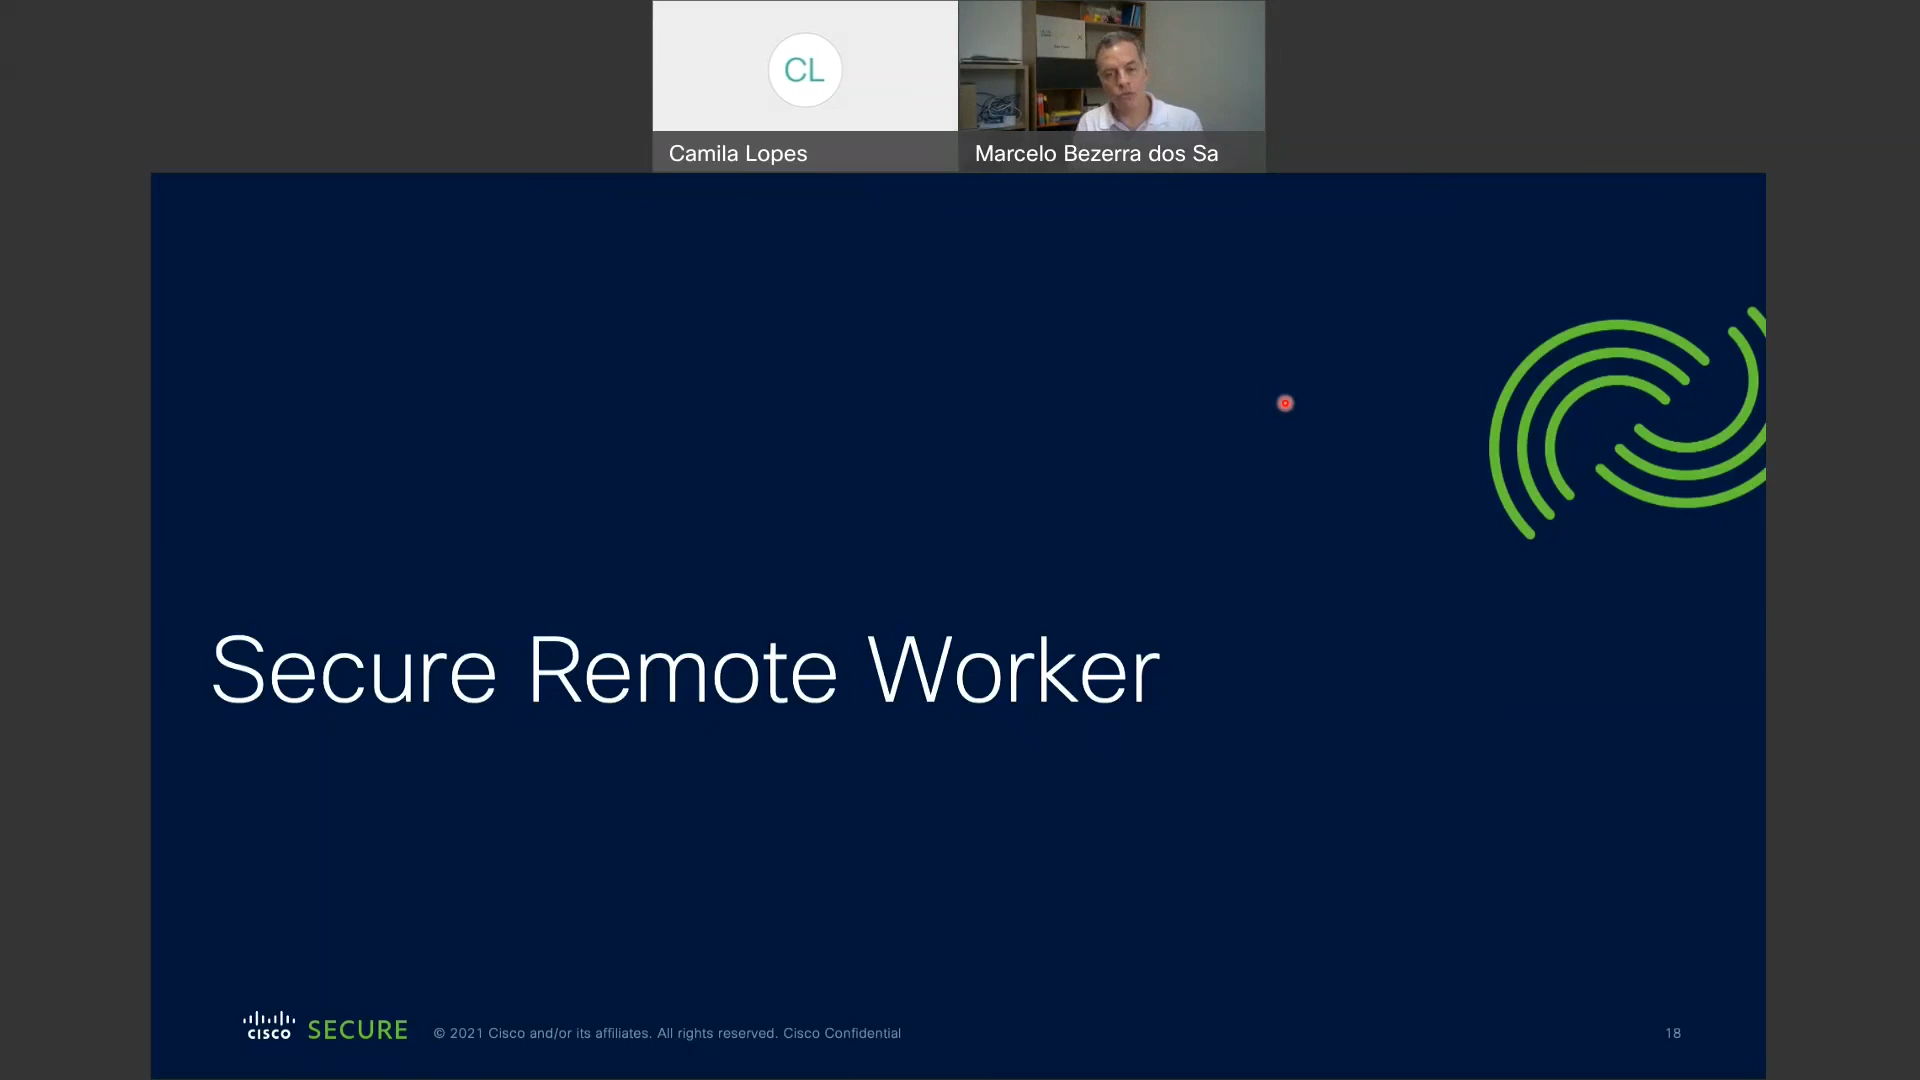 CL
Camila Lopes
Marcelo Bezerra dos Sa
Secure Remote Worker
cisco SECURE © 2021 Cisco and/or its affiliates. All rights reserved. Cisco Confidential 18